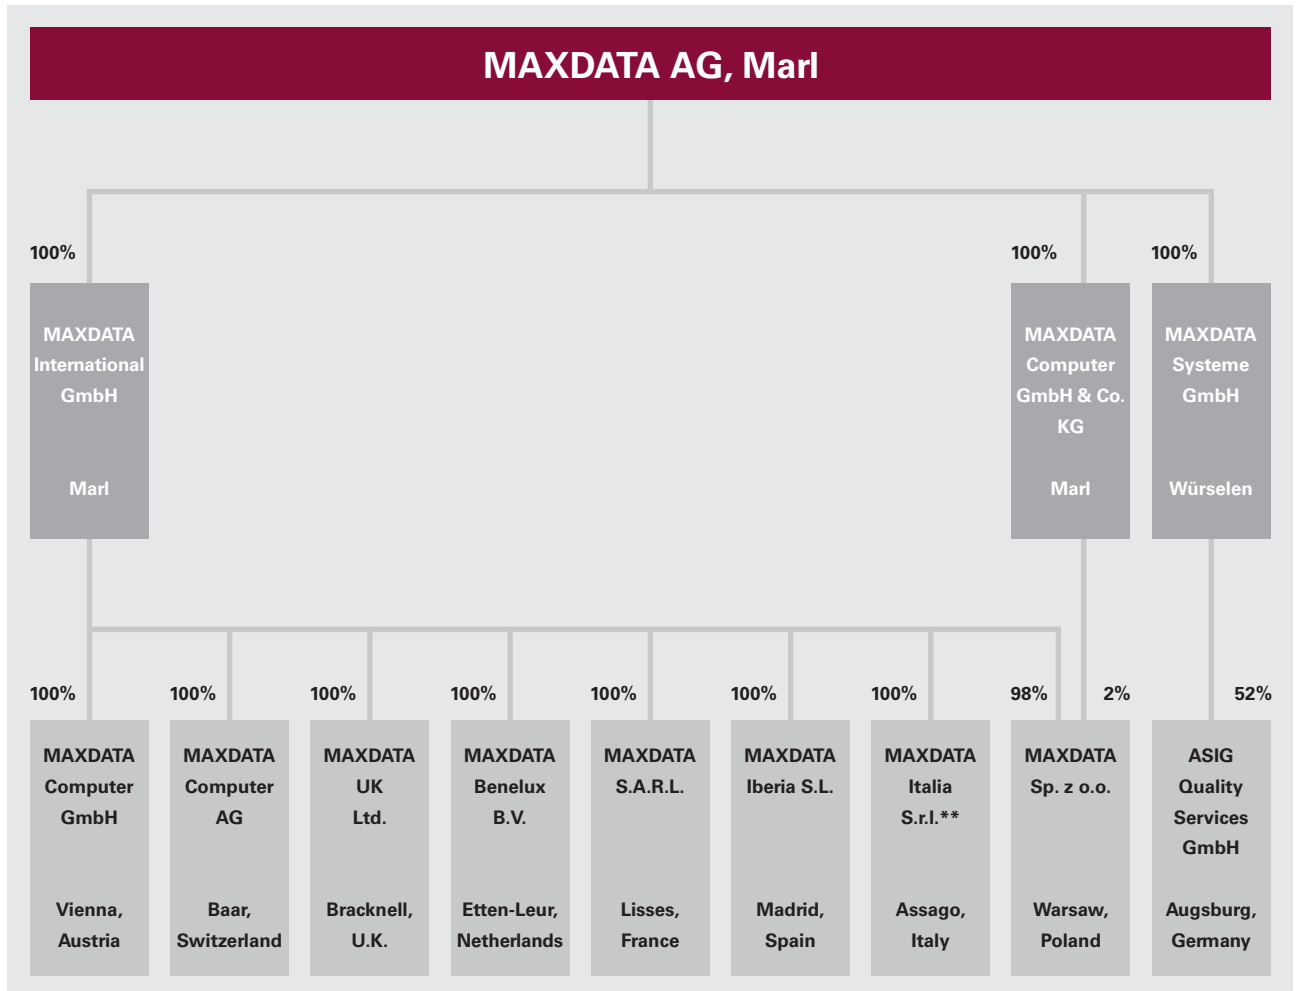 MAXDATA AG, Marl
100%
100%
100%
MAXDATA
International
GmbH
Marl
MAXDATA
Computer
GmbH & Co.
KG
Marl
MAXDATA
Systeme
GmbH
Würselen
100%
100%
100%
100%
100%
100%
100%
98%
2%
52%
MAXDATA
Computer
GmbH
Vienna,
Austria
MAXDATA
Computer
AG
Baar,
Switzerland
MAXDATA
UK
Ltd.
Bracknell,
U.K.
MAXDATA
Benelux
B.V.
Etten-Leur,
Netherlands
MAXDATA
S.A.R.L.
Lisses,
France
MAXDATA
Iberia S.L.
Madrid,
Spain
MAXDATA
Italia
S.r.l.**
Assago,
Italy
MAXDATA
Sp. z o.o.
Warsaw,
Poland
ASIG
Quality
Services
GmbH
Augsburg,
Germany